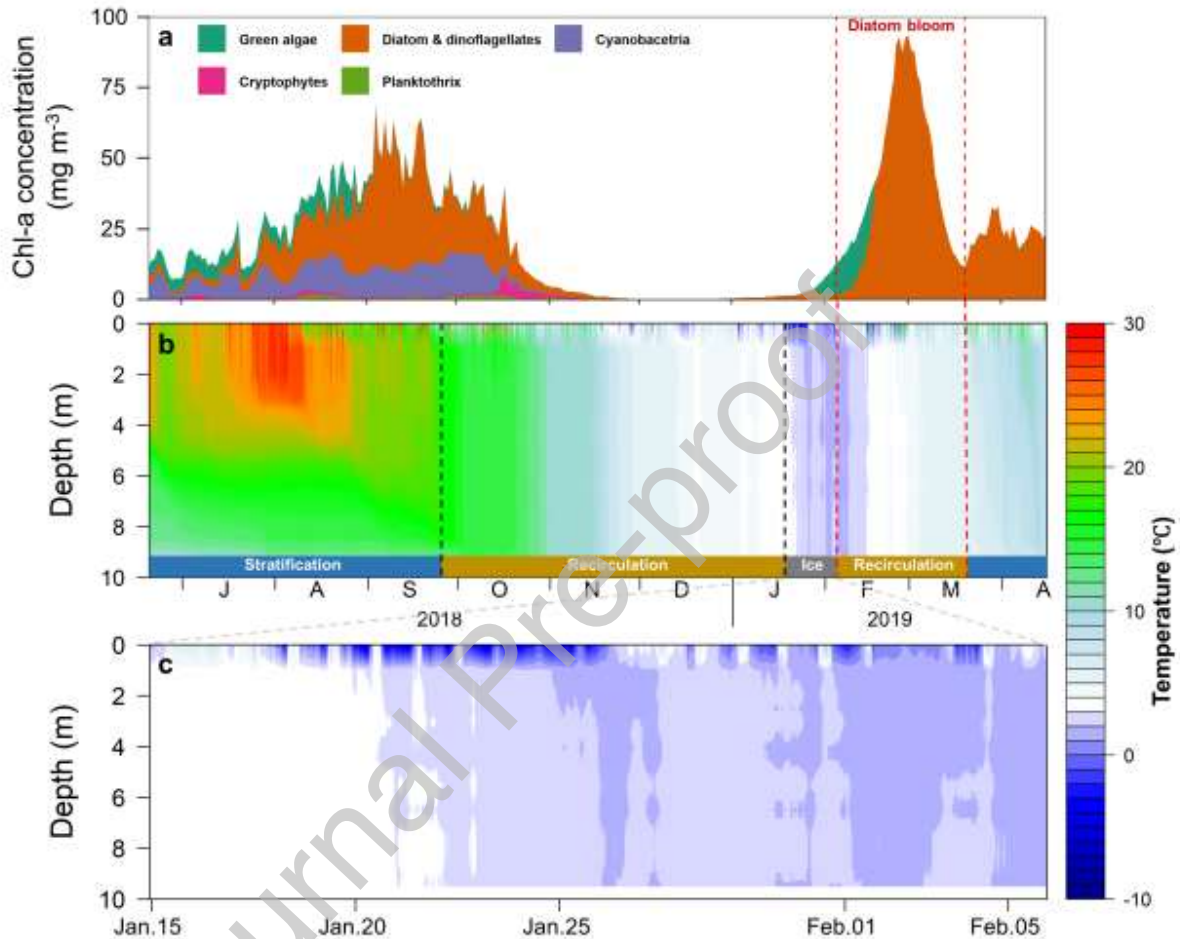 100
a
Green algae
Diatom & dinoflagellates
Cyanobacetria
Diatom bloom
75
Cryptophytes
Planktothrix
50
25
0
Chl-a concentration
(mg m-3)
0
b
2
4
6
8
10
Depth (m)
Stratification
Recirculation
Ice
Recirculation
J A S O N D J F M A
2018
2019
30
20
10
0
-10
Temperature (°C)
0
c
2
4
6
8
10
Depth (m)
Jan.15
Jan.20
Jan.25
Feb.01
Feb.05
urnal Pre-proof